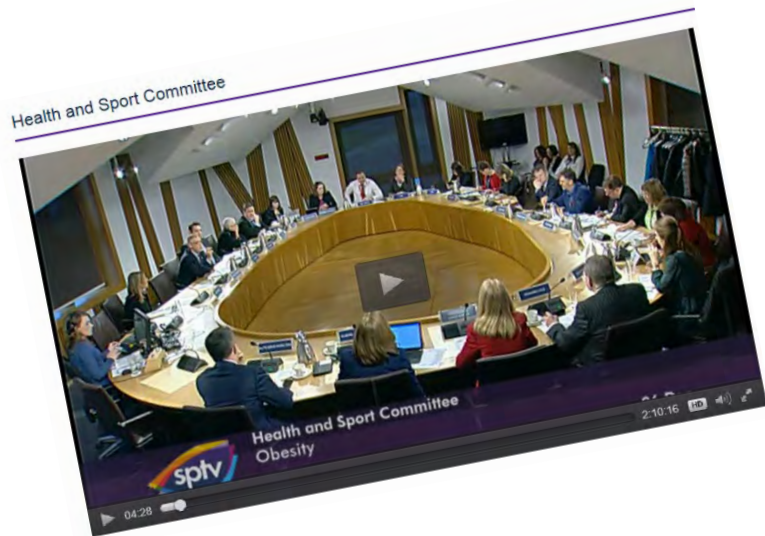 Health and Sport Committee
Health and Sport Committee
Obesity
sptv
04:28
2:10:16 HD